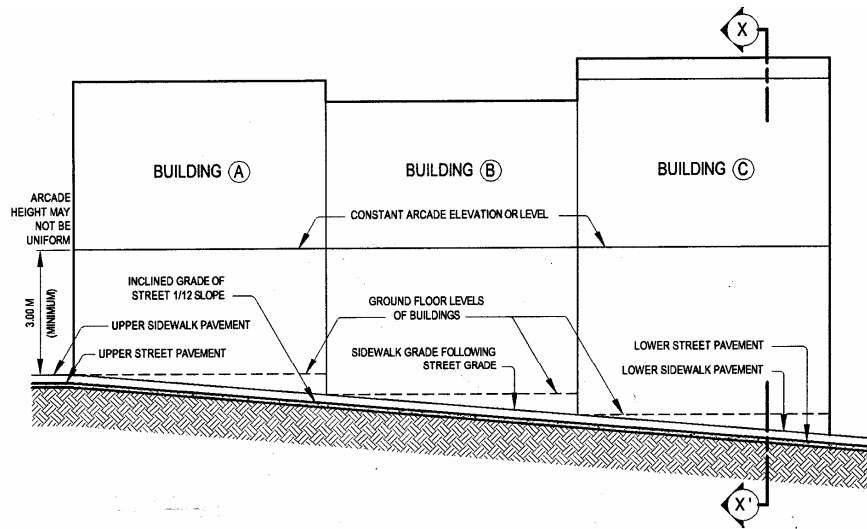 X
BUILDING A
BUILDING B
BUILDING C
ARCADE
HEIGHT MAY
NOT BE
UNIFORM
CONSTANT ARCADE ELEVATION OR LEVEL
3.00 M
(MINIMUM)
INCLINED GRADE OF
STREET 1/12 SLOPE
GROUND FLOOR LEVELS
OF BUILDINGS
UPPER SIDEWALK PAVEMENT
UPPER STREET PAVEMENT
SIDEWALK GRADE FOLLOWING
STREET GRADE
LOWER STREET PAVEMENT
LOWER SIDEWALK PAVEMENT
X'